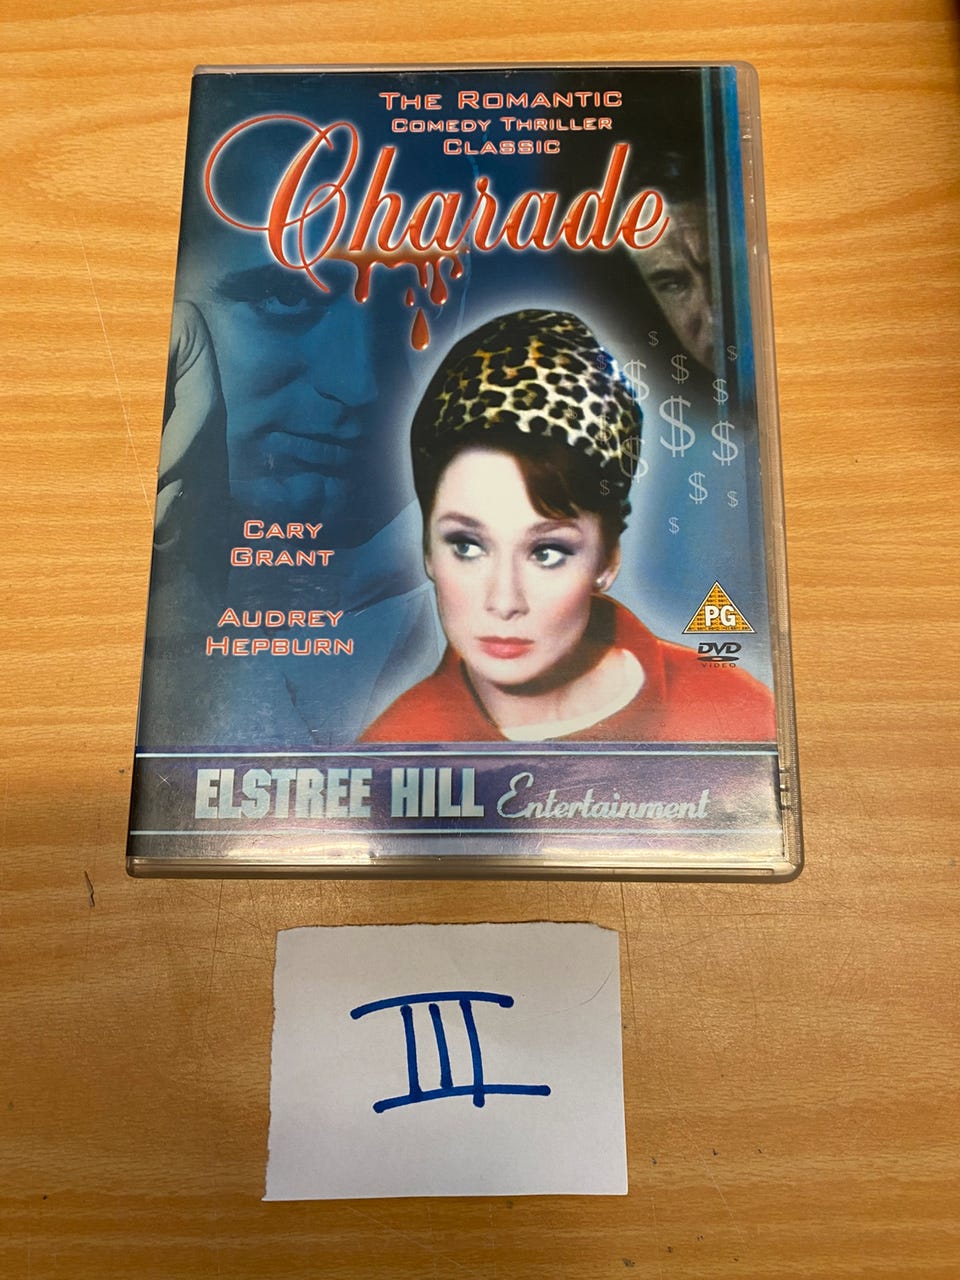 THE ROMANTIC
COMEDY THRILLER
CLASSIC
Charade
$ $ $ $ $ $ $ $ $ $ $
CARY
GRANT
AUDREY
HEPBURN
PG
DVD
VIDEO
ELSTREE HILL Entertainment
III